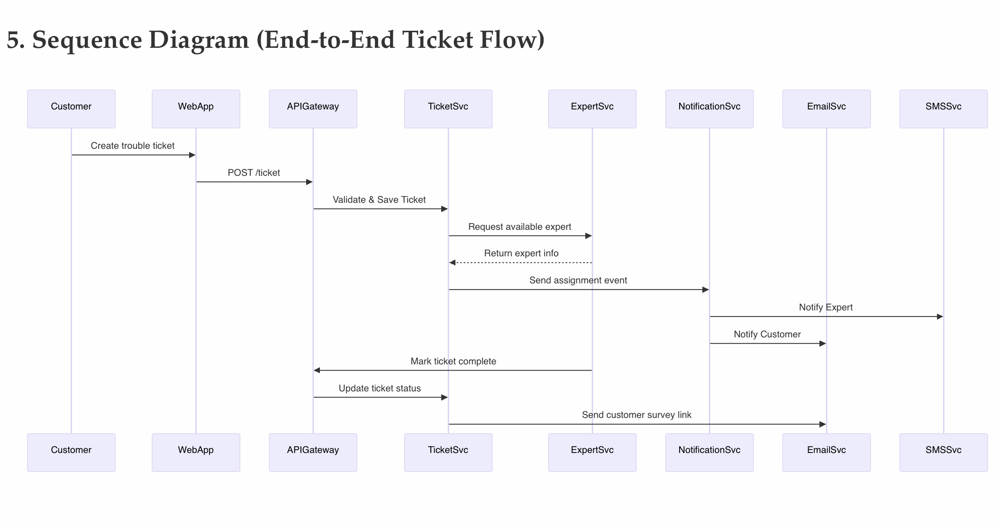 5. Sequence Diagram (End-to-End Ticket Flow)
Customer
WebApp
APIGateway
TicketSvc
ExpertSvc
NotificationSvc
EmailSvc
SMSSvc
Create trouble ticket
POST /ticket
Validate & Save Ticket
Request available expert
Return expert info
Send assignment event
Notify Expert
Notify Customer
Mark ticket complete
Update ticket status
Send customer survey link
Customer
WebApp
APIGateway
TicketSvc
ExpertSvc
NotificationSvc
EmailSvc
SMSSvc